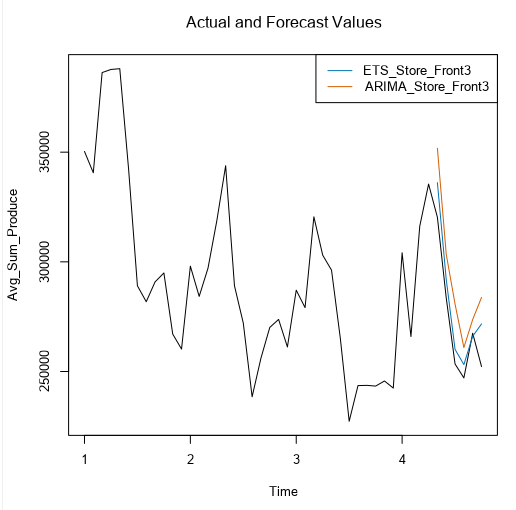 Actual and Forecast Values
ETS_Store_Front3
ARIMA_Store_Front3
Avg_Sum_Produce
350000
300000
250000
1 2 3 4
Time